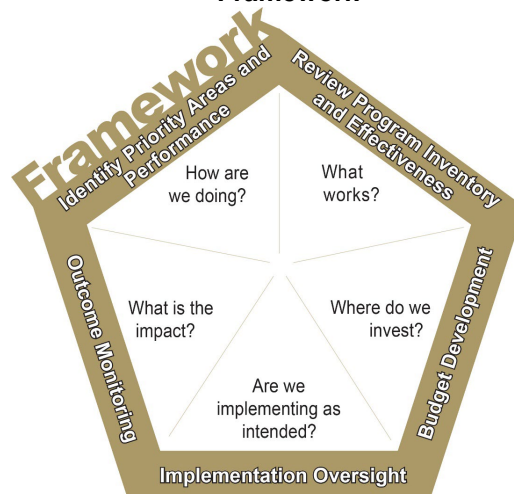 Framework
Framework
Identify Priority Areas and
Performance
Review Program Inventory
and Effectiveness
How are
we doing?
What
works?
Outcome Monitoring
What is the
impact?
Where do we
invest?
Budget Development
Are we
implementing as
intended?
Implementation Oversight